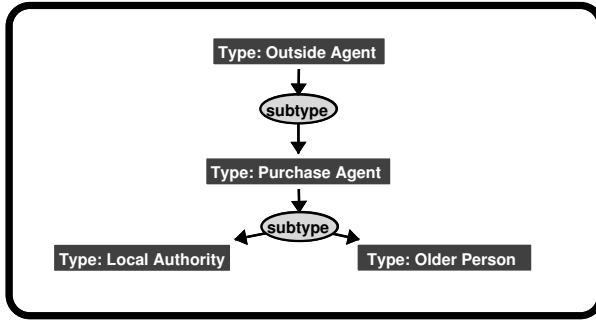 Type: Outside Agent
subtype
Type: Purchase Agent
subtype
Type: Local Authority
Type: Older Person